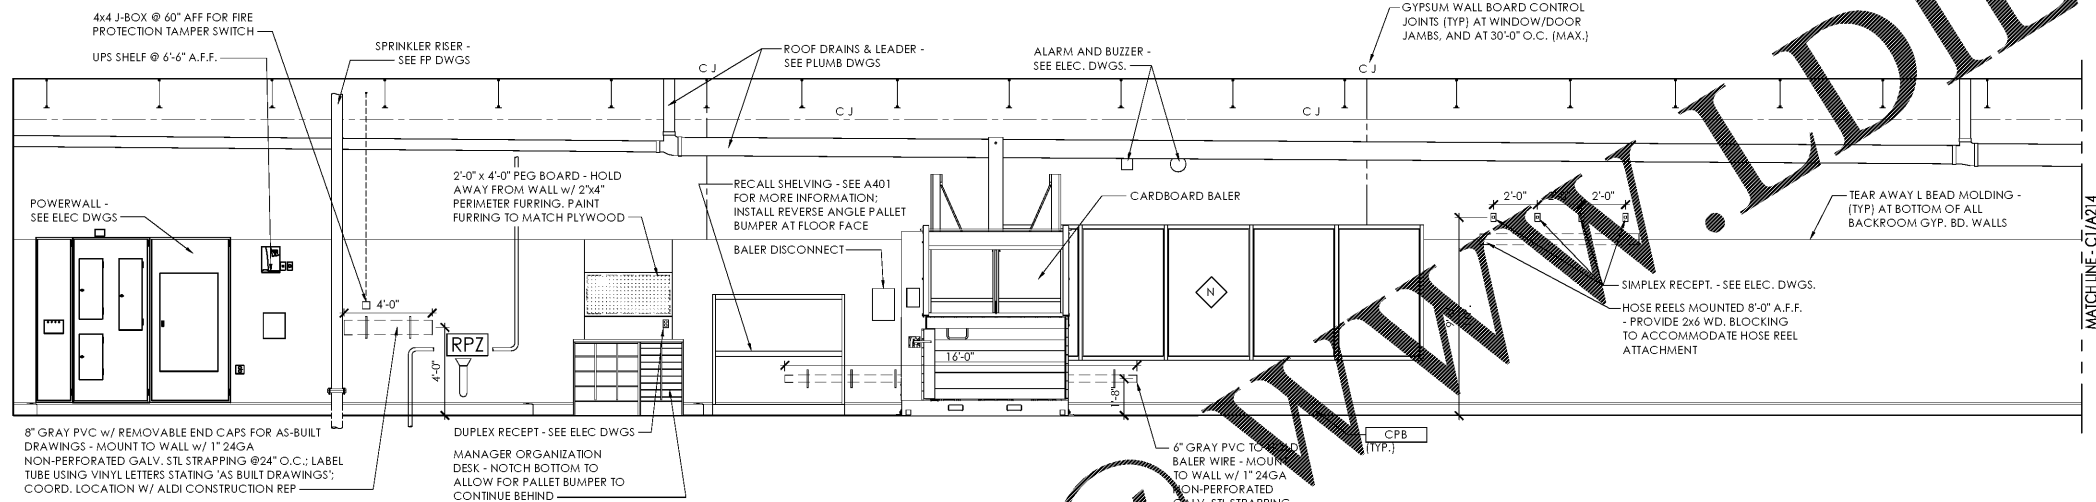 4x4 J-BOX @ 60" AFF FOR FIRE
PROTECTION TAMPER SWITCH
UPS SHELF @ 6'-6" A.F.F.
SPRINKLER RISER -
SEE FP DWGS
ROOF DRAINS & LEADER -
SEE PLUMB DWGS
ALARM AND BUZZER -
SEE ELEC. DWGS.
GYPSUM WALL BOARD CONTROL
JOINTS (TYP) AT WINDOW/DOOR
JAMBS, AND AT 30'-0" O.C. (MAX.)
C J
C J
C J
C J
POWERWALL -
SEE ELEC DWGS
2'-0" x 4'-0" PEG BOARD - HOLD
AWAY FROM WALL w/ 2"x4"
PERIMETER FURRING. PAINT
FURRING TO MATCH PLYWOOD
RECALL SHELVING - SEE A401
FOR MORE INFORMATION;
INSTALL REVERSE ANGLE PALLET
BUMPER AT FLOOR FACE
BALER DISCONNECT
CARDBOARD BALER
2'-0"
2'-0"
TEAR AWAY L BEAD MOLDING -
(TYP) AT BOTTOM OF ALL
BACKROOM GYP. BD. WALLS
SIMPLEX RECEPT. - SEE ELEC. DWGS.
HOSE REELS MOUNTED 8'-0" A.F.F.
- PROVIDE 2x6 WD. BLOCKING
TO ACCOMMODATE HOSE REEL
ATTACHMENT
MATCH LINE - C1/A214
N
4'-0"
RPZ
4'-0"
16'-0"
1'-8"
8" GRAY PVC w/ REMOVABLE END CAPS FOR AS-BUILT
DRAWINGS - MOUNT TO WALL w/ 1" 24GA
NON-PERFORATED GALV. STL STRAPPING @24" O.C.; LABEL
TUBE USING VINYL LETTERS STATING 'AS BUILT DRAWINGS';
COORD. LOCATION W/ ALDI CONSTRUCTION REP
DUPLEX RECEPT - SEE ELEC DWGS
MANAGER ORGANIZATION
DESK - NOTCH BOTTOM TO
ALLOW FOR PALLET BUMPER TO
CONTINUE BEHIND
6" GRAY PVC TO
BALER WIRE - MOUNT
TO WALL w/ 1" 24GA
NON-PERFORATED
CPB
(TYP.)
WWW.LDI